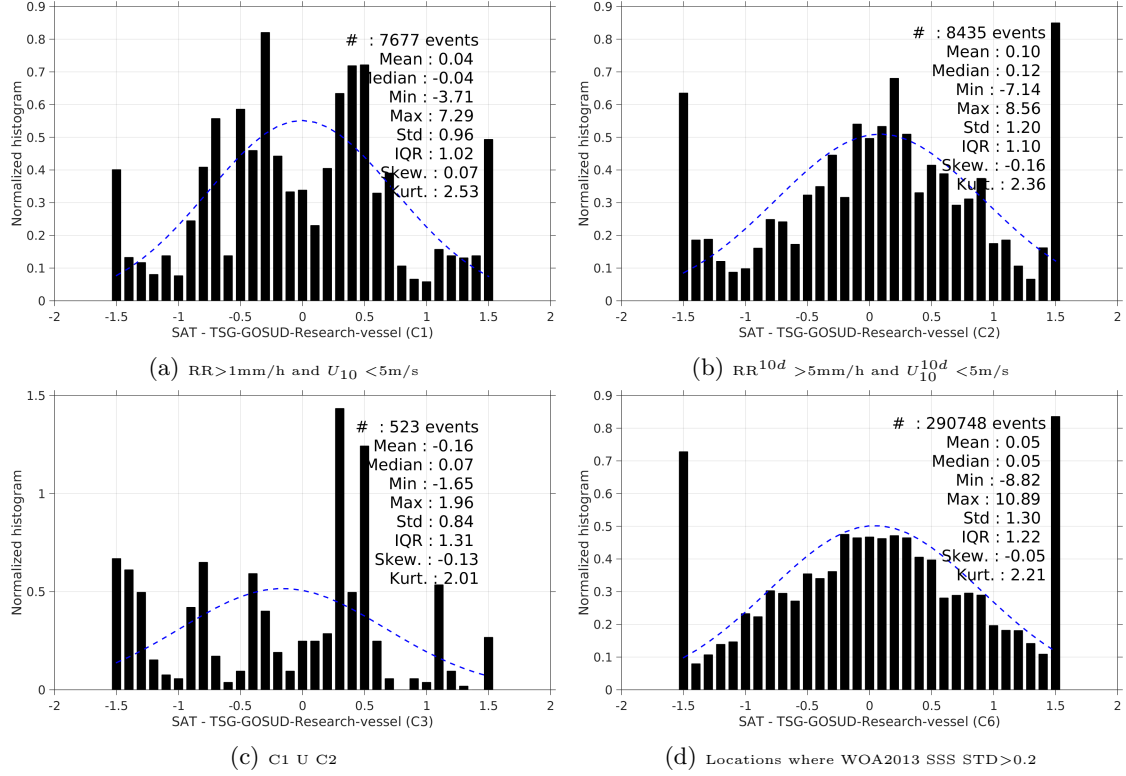 0.9
0.8
0.7
0.6
0.5
0.4
0.3
0.2
0.1
0
Normalized histogram
# : 7677 events
Mean : 0.04
Median : -0.04
Min : -3.71
Max : 7.29
Std : 0.96
IQR : 1.02
Skew. : 0.07
Kurt. : 2.53
-2 -1.5 -1 -0.5 0 0.5 1 1.5 2
SAT - TSG-GOSUD-Research-vessel (C1)
(a) RR>1mm/h and U10 <5m/s
0.9
0.8
0.7
0.6
0.5
0.4
0.3
0.2
0.1
0
Normalized histogram
# : 8435 events
Mean : 0.10
Median : 0.12
Min : -7.14
Max : 8.56
Std : 1.20
IQR : 1.10
Skew. : -0.16
Kurt. : 2.36
-2 -1.5 -1 -0.5 0 0.5 1 1.5 2
SAT - TSG-GOSUD-Research-vessel (C2)
(b) RR^10d >5mm/h and U10^10d <5m/s
1.5
1
0.5
0
Normalized histogram
# : 523 events
Mean : -0.16
Median : 0.07
Min : -1.65
Max : 1.96
Std : 0.84
IQR : 1.31
Skew. : -0.13
Kurt. : 2.01
-2 -1.5 -1 -0.5 0 0.5 1 1.5 2
SAT - TSG-GOSUD-Research-vessel (C3)
(c) C1 U C2
0.9
0.8
0.7
0.6
0.5
0.4
0.3
0.2
0.1
0
Normalized histogram
# : 290748 events
Mean : 0.05
Median : 0.05
Min : -8.82
Max : 10.89
Std : 1.30
IQR : 1.22
Skew. : -0.05
Kurt. : 2.21
-2 -1.5 -1 -0.5 0 0.5 1 1.5 2
SAT - TSG-GOSUD-Research-vessel (C6)
(d) Locations where WOA2013 SSS STD>0.2